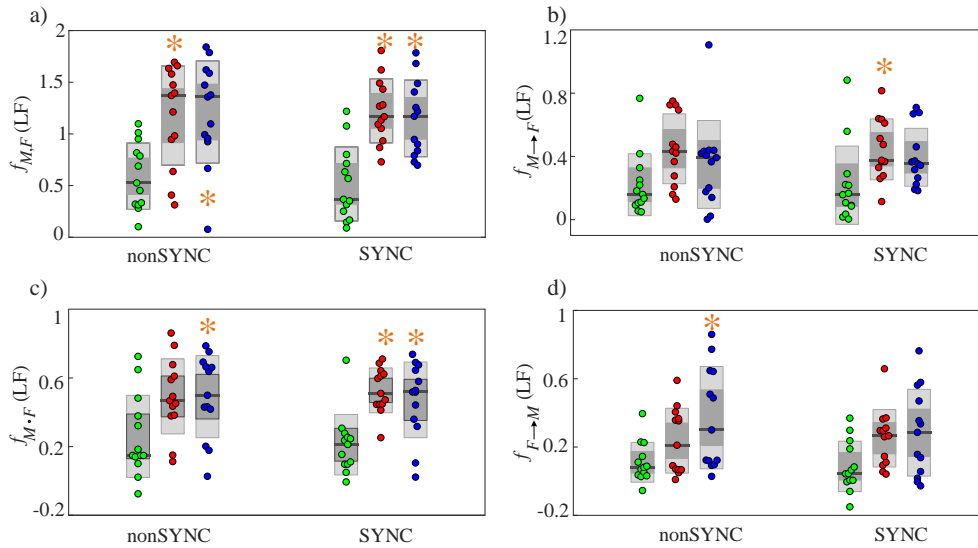 a)
f_{M,F} (LF)
2
1.5
1
0.5
0
*
*
*
*
nonSYNC
SYNC
b)
f_{M→F} (LF)
1.2
0.8
0.4
0
*
nonSYNC
SYNC
c)
f_{M·F} (LF)
1
0.6
0.2
-0.2
*
*
*
nonSYNC
SYNC
d)
f_{F→M} (LF)
1
0.6
0.2
-0.2
*
nonSYNC
SYNC